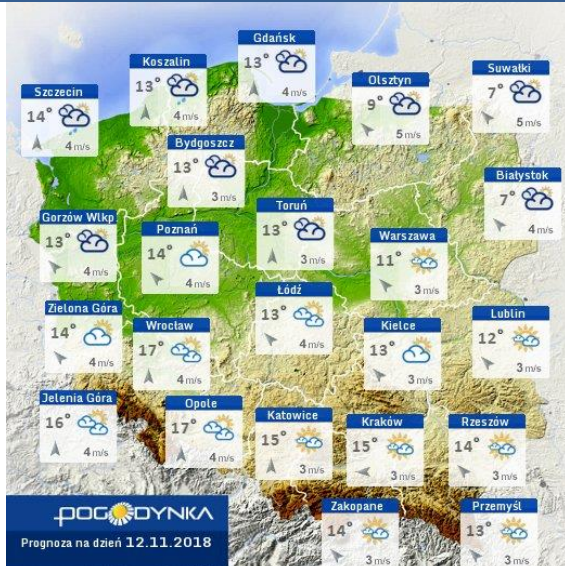 Gdańsk
13°
4 m/s
Koszalin
13°
4 m/s
Suwałki
7°
5 m/s
Olsztyn
9°
5 m/s
Szczecin
14°
4 m/s
Bydgoszcz
13°
3 m/s
Białystok
7°
4 m/s
Toruń
13°
3 m/s
Gorzów Wlkp
13°
4 m/s
Poznań
14°
4 m/s
Warszawa
11°
3 m/s
Łódź
13°
4 m/s
Zielona Góra
14°
4 m/s
Lublin
12°
3 m/s
Wrocław
17°
4 m/s
Kielce
13°
3 m/s
Jelenia Góra
16°
4 m/s
Opole
17°
4 m/s
Katowice
15°
3 m/s
Kraków
15°
3 m/s
Rzeszów
14°
3 m/s
Zakopane
14°
3 m/s
Przemyśl
13°
3 m/s
POGODYNKA
Prognoza na dzień 12.11.2018